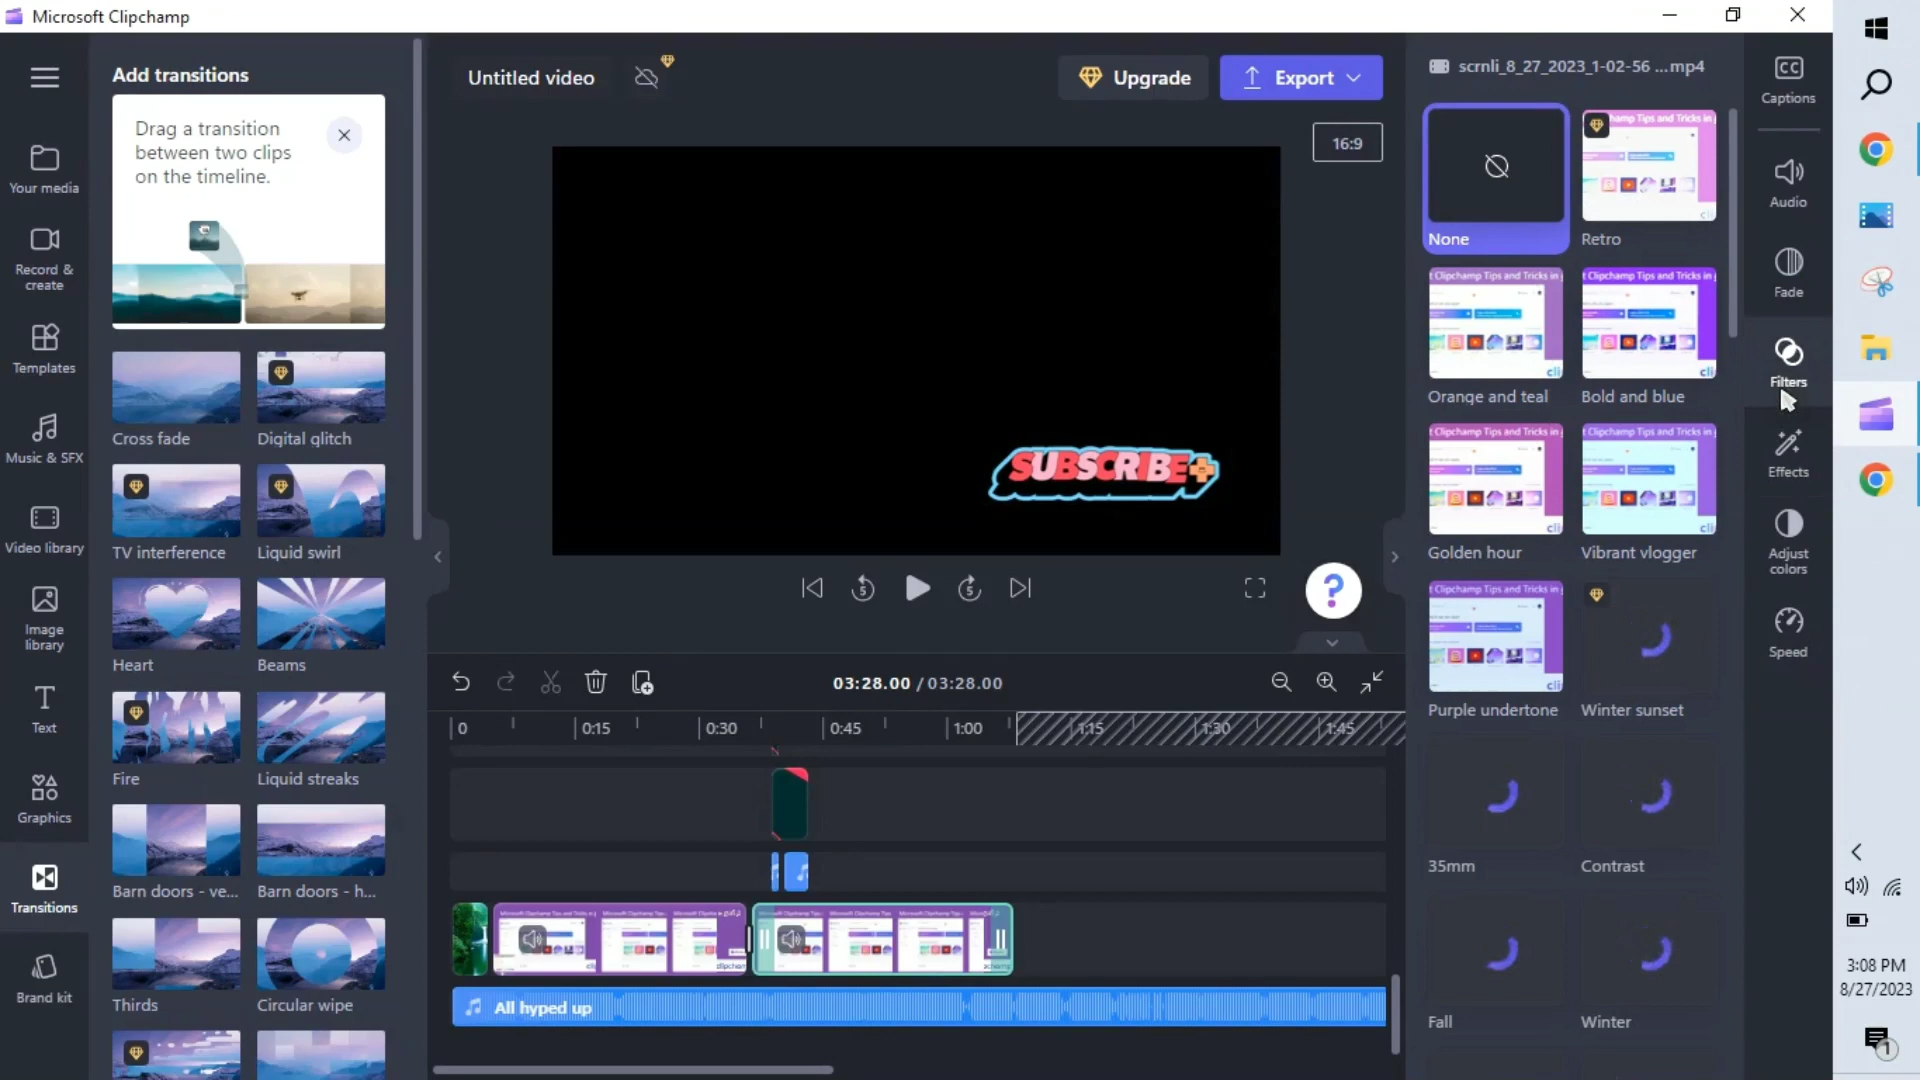 Microsoft Clipchamp
Your media
Record &
create
Templates
Music & SFX
Video library
Image
library
Text
Graphics
Transitions
Brand kit
Add transitions
Drag a transition
between two clips
on the timeline.
Cross fade
Digital glitch
TV interference
Liquid swirl
Heart
Beams
Fire
Liquid streaks
Barn doors - ve...
Barn doors - h...
Thirds
Circular wipe
Untitled video
Upgrade
Export
16:9
SUBSCRIBE
5
5
?
03:28.00 / 03:28.00
0
0:15
0:30
0:45
1:00
1:15
1:30
1:45
All hyped up
scrnli_8_27_2023_1-02-56 ...mp4
None
Retro
Orange and teal
Bold and blue
Golden hour
Vibrant vlogger
Purple undertone
Winter sunset
35mm
Contrast
Fall
Winter
CC
Captions
Audio
Fade
Filters
Effects
Adjust
colors
Speed
3:08 PM
8/27/2023
1